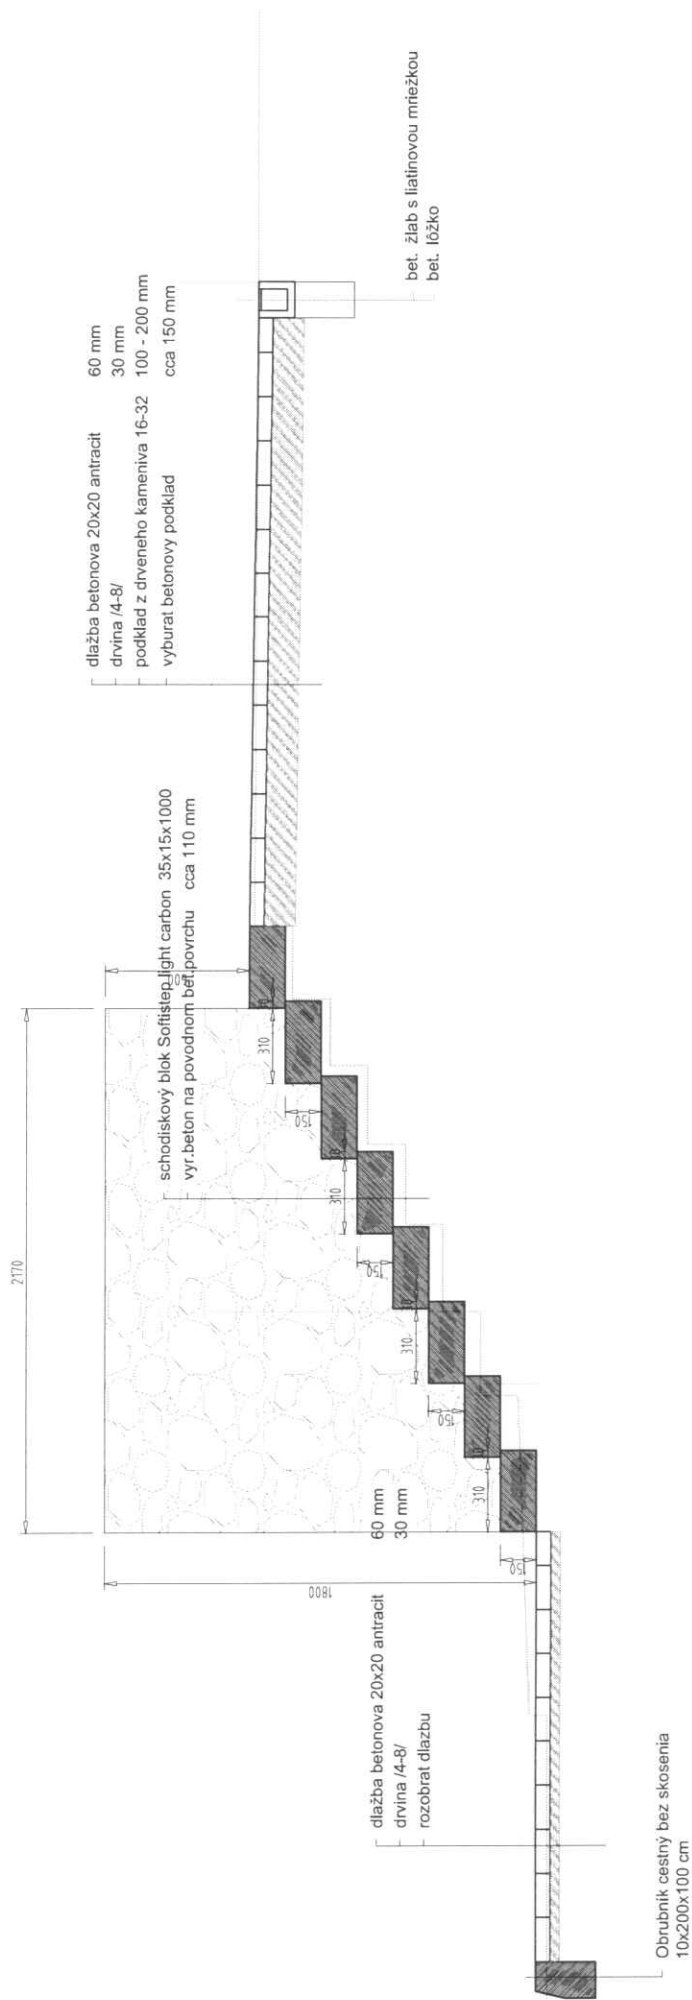 dlažba betonova 20x20 antracit 60 mm
drvina /4-8/ 30 mm
podklad z drveneho kameniva 16-32 100 - 200 mm
vyburat betonovy podklad cca 150 mm
bet. žlab s liatinovou mriežkou
bet. lôžko
schodiskový blok Softistep light carbon 35x15x1000
vyr.beton na povodnom bet.povrchu cca 110 mm
2170
600
310
150
310
150
310
150
310
150
1800
dlažba betonova 20x20 antracit 60 mm
drvina /4-8/ 30 mm
rozobrat dlazbu
Obrubník cestný bez skosenia
10x200x100 cm